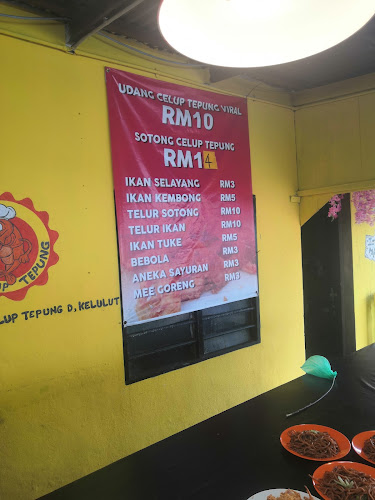 UDANG CELUP TEPUNG VIRAL
RM10
SOTONG CELUP TEPUNG
RM14
IKAN SELAYANG RM3
IKAN KEMBONG RM5
TELUR SOTONG RM10
TELUR IKAN RM10
IKAN TUKE RM5
BEBOLA RM3
ANEKA SAYURAN RM3
MEE GORENG RM5
TEPUNG
LUP TEPUNG D, KELULUT